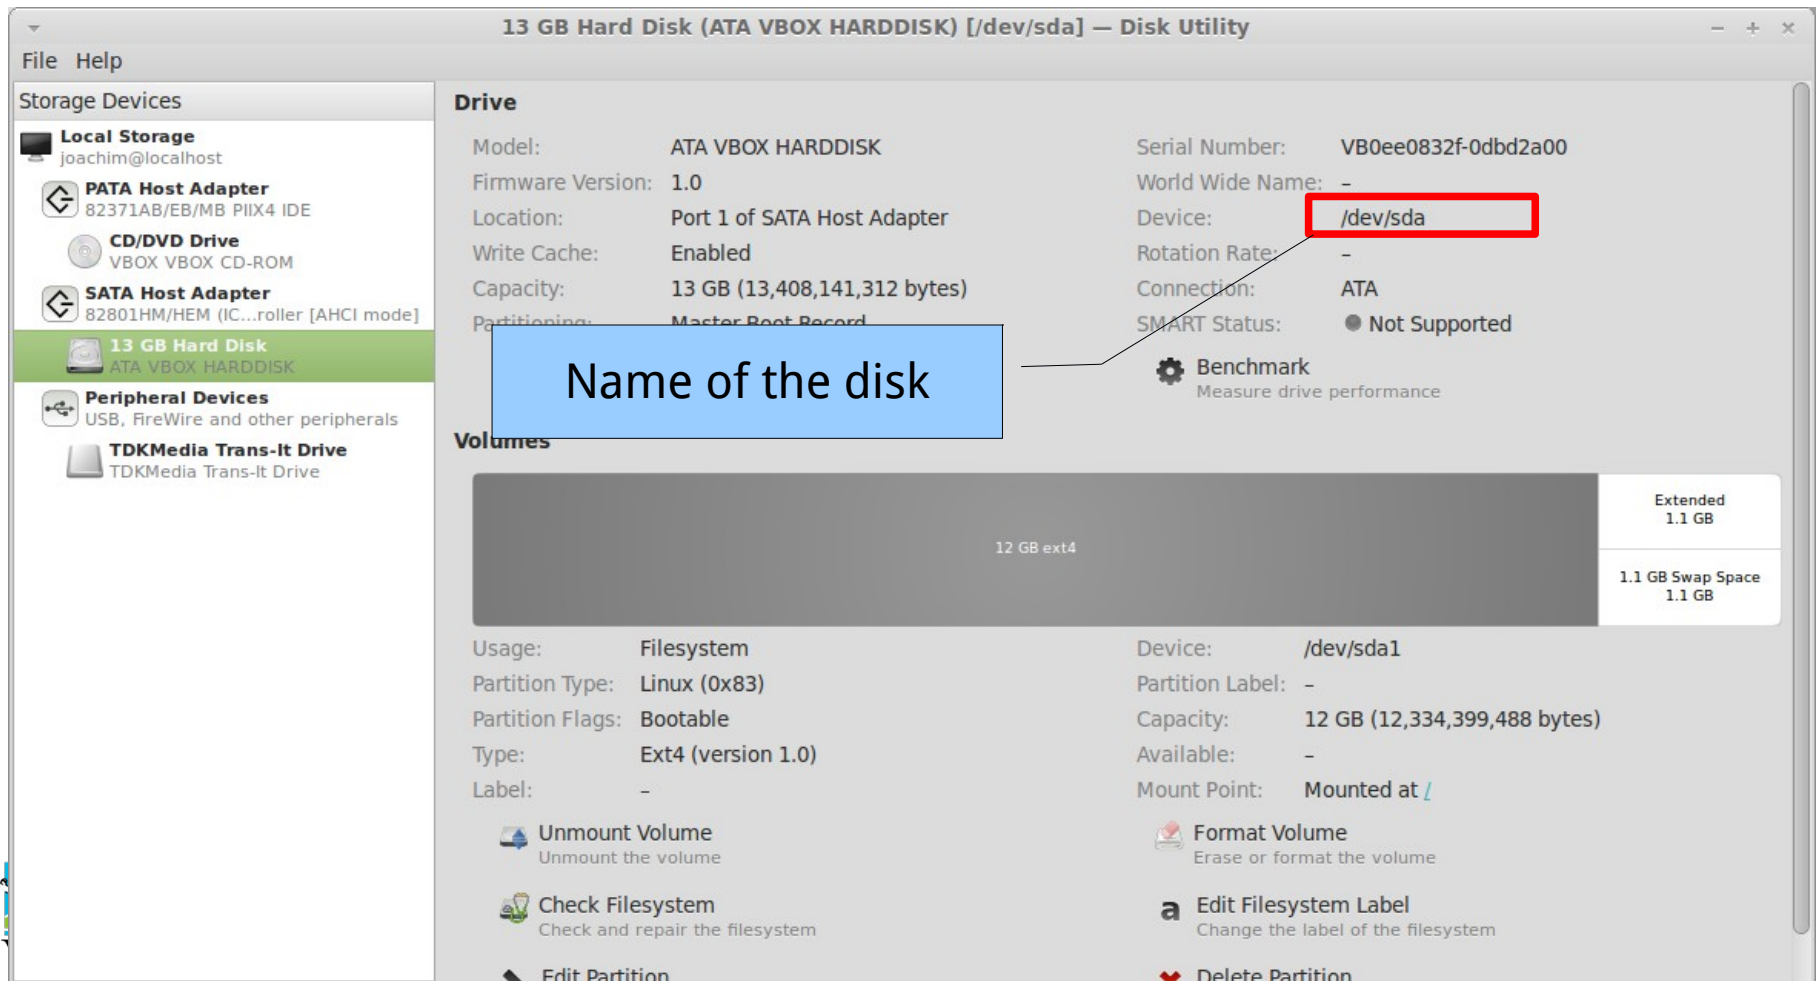 13 GB Hard Disk (ATA VBOX HARDDISK) [/dev/sda] — Disk Utility
File Help
Storage Devices
Local Storage
joachim@localhost
PATA Host Adapter
82371AB/EB/MB PIIX4 IDE
CD/DVD Drive
VBOX VBOX CD-ROM
SATA Host Adapter
82801HM/HEM (IC...roller [AHCI mode]
13 GB Hard Disk
ATA VBOX HARDDISK
Peripheral Devices
USB, FireWire and other peripherals
TDKMedia Trans-It Drive
TDKMedia Trans-It Drive
Drive
Model: ATA VBOX HARDDISK
Serial Number: VB0ee0832f-0dbd2a00
Firmware Version: 1.0
World Wide Name: –
Location: Port 1 of SATA Host Adapter
Device: /dev/sda
Write Cache: Enabled
Rotation Rate: –
Capacity: 13 GB (13,408,141,312 bytes)
Connection: ATA
Partitioning: Master Boot Record
SMART Status: Not Supported
Name of the disk
Benchmark
Measure drive performance
Volumes
12 GB ext4
Extended
1.1 GB
1.1 GB Swap Space
1.1 GB
Usage: Filesystem
Device: /dev/sda1
Partition Type: Linux (0x83)
Partition Label: –
Partition Flags: Bootable
Capacity: 12 GB (12,334,399,488 bytes)
Type: Ext4 (version 1.0)
Available: –
Label: –
Mount Point: Mounted at /
Unmount Volume
Unmount the volume
Format Volume
Erase or format the volume
Check Filesystem
Check and repair the filesystem
a Edit Filesystem Label
Change the label of the filesystem
Edit Partition
Delete Partition